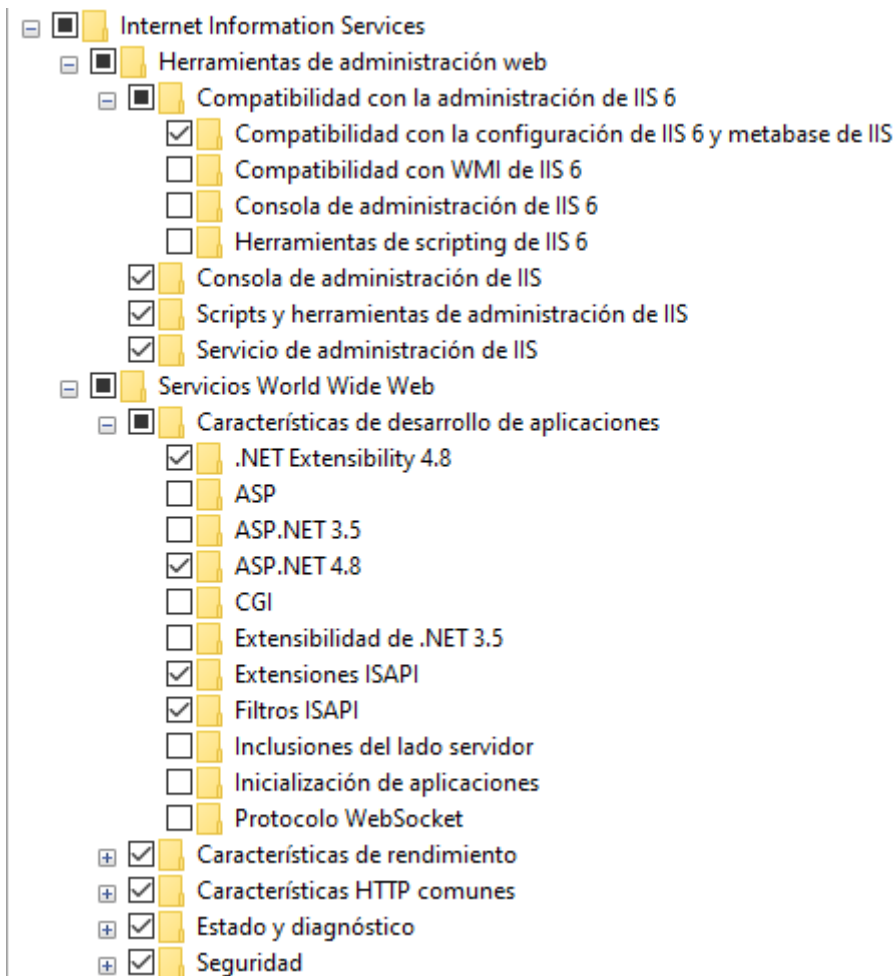 Internet Information Services
Herramientas de administración web
Compatibilidad con la administración de IIS 6
Compatibilidad con la configuración de IIS 6 y metabase de IIS
Compatibilidad con WMI de IIS 6
Consola de administración de IIS 6
Herramientas de scripting de IIS 6
Consola de administración de IIS
Scripts y herramientas de administración de IIS
Servicio de administración de IIS
Servicios World Wide Web
Características de desarrollo de aplicaciones
.NET Extensibility 4.8
ASP
ASP.NET 3.5
ASP.NET 4.8
CGI
Extensibilidad de .NET 3.5
Extensiones ISAPI
Filtros ISAPI
Inclusiones del lado servidor
Inicialización de aplicaciones
Protocolo WebSocket
Características de rendimiento
Características HTTP comunes
Estado y diagnóstico
Seguridad